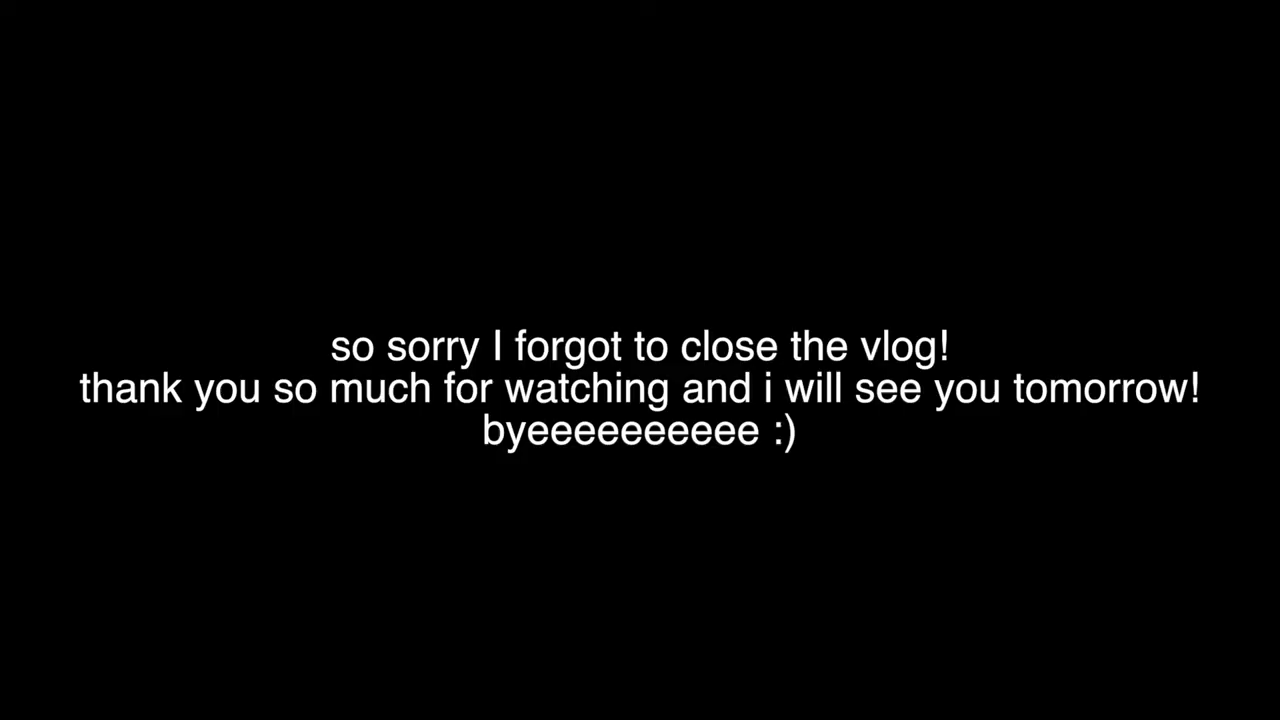 so sorry I forgot to close the vlog!
thank you so much for watching and i will see you tomorrow!
byeeeeeeeeee :)